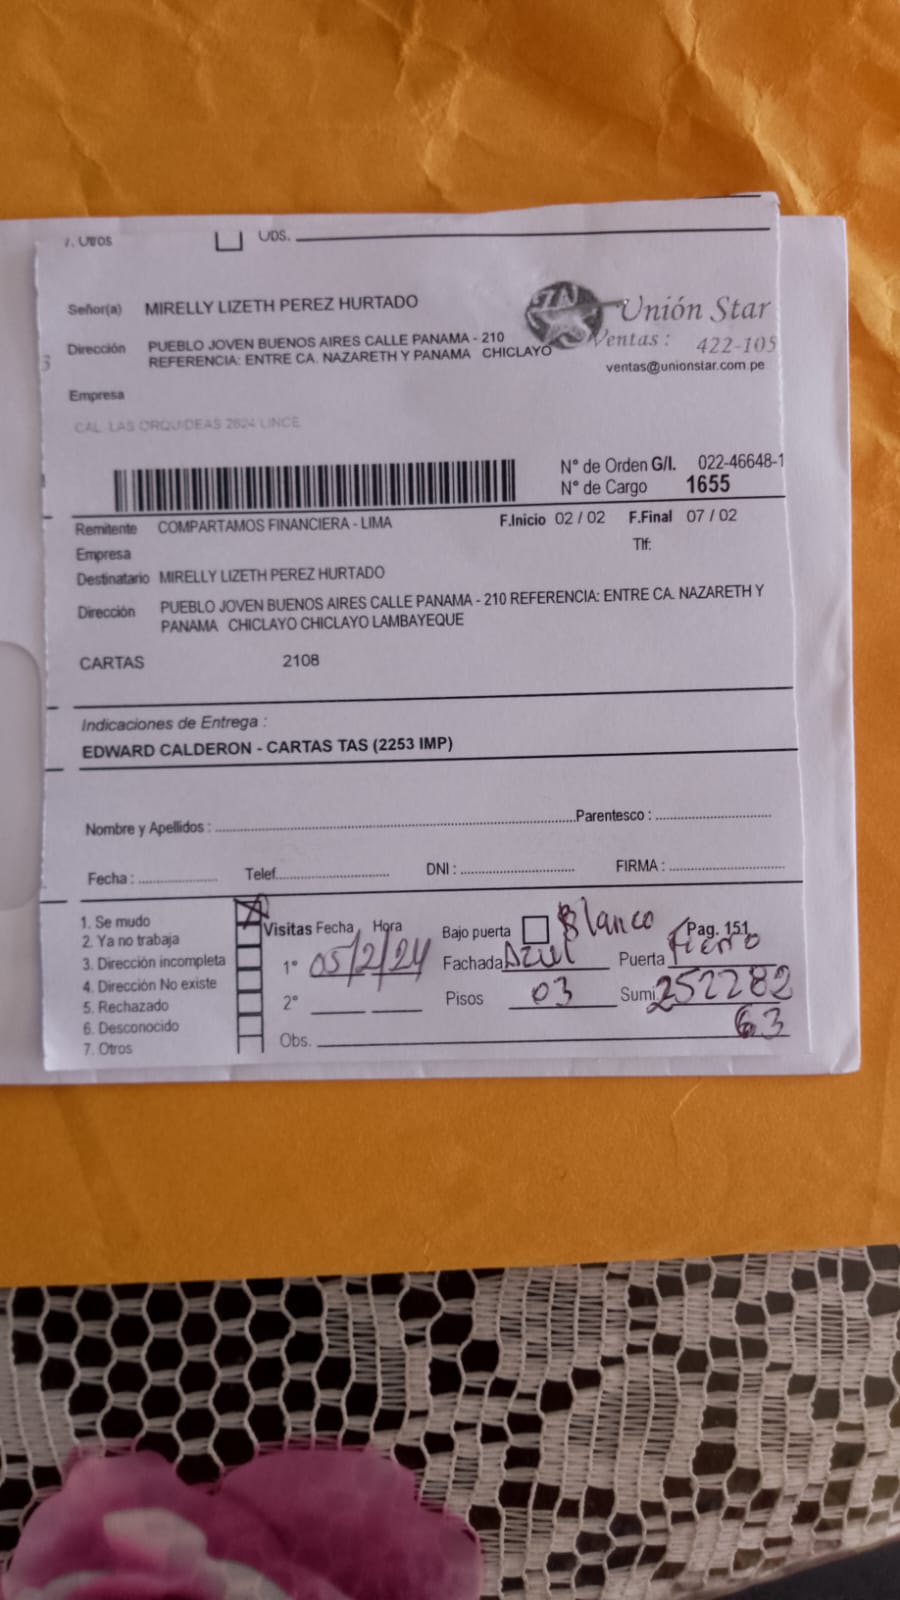 7. Otros UDS.
Señor(a) MIRELLY LIZETH PEREZ HURTADO
Unión Star
Dirección PUEBLO JOVEN BUENOS AIRES CALLE PANAMA - 210
REFERENCIA: ENTRE CA. NAZARETH Y PANAMA CHICLAYO
Ventas : 422-105
ventas@unionstar.com.pe
Empresa
CAL. LAS ORQUIDEAS 2624 LINCE
N° de Orden G/I. 022-46648-1
N° de Cargo 1655
Remitente COMPARTAMOS FINANCIERA - LIMA F.Inicio 02 / 02 F.Final 07 / 02
Empresa Tlf:
Destinatario MIRELLY LIZETH PEREZ HURTADO
Dirección PUEBLO JOVEN BUENOS AIRES CALLE PANAMA - 210 REFERENCIA: ENTRE CA. NAZARETH Y
PANAMA CHICLAYO CHICLAYO LAMBAYEQUE
CARTAS 2108
Indicaciones de Entrega :
EDWARD CALDERON - CARTAS TAS (2253 IMP)
Nombre y Apellidos : Parentesco :
Fecha : Telef. DNI : FIRMA :
1. Se mudo
2. Ya no trabaja
3. Dirección incompleta
4. Dirección No existe
5. Rechazado
6. Desconocido
7. Otros
Visitas Fecha Hora Bajo puerta Blanco Pag. 151
1° 05/2/24 Fachada Azul Puerta Fierro
2° Pisos 03 Sumi. 252282
63
Obs.